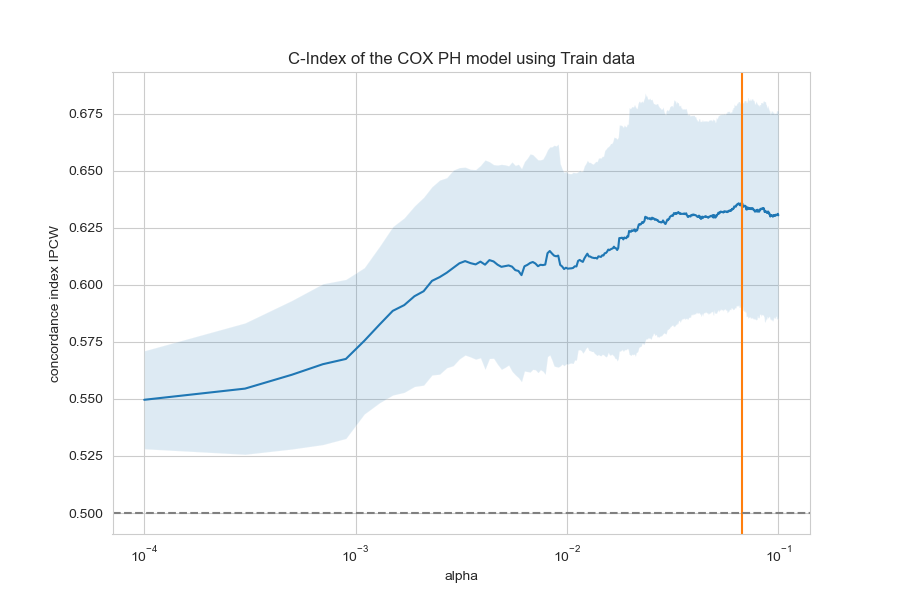 C-Index of the COX PH model using Train data
concordance index IPCW
0.675
0.650
0.625
0.600
0.575
0.550
0.525
0.500
10⁻⁴ 10⁻³ 10⁻² 10⁻¹
alpha